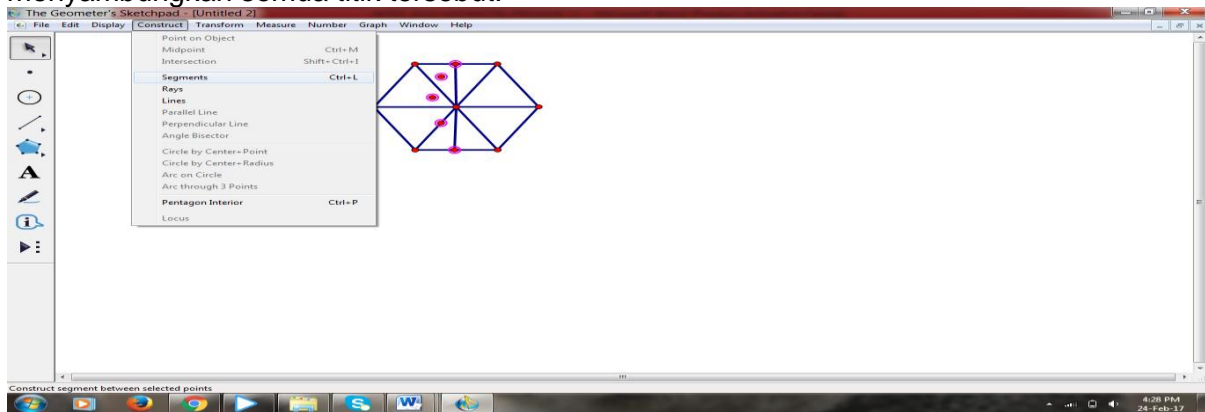 menyambungkan semua titik tersebut.
The Geometer's Sketchpad - [Untitled 2]
File Edit Display Construct Transform Measure Number Graph Window Help
Point on Object
Midpoint Ctrl+M
Intersection Shift+Ctrl+I
Segments Ctrl+L
Rays
Lines
Parallel Line
Perpendicular Line
Angle Bisector
Circle by Center+Point
Circle by Center+Radius
Arc on Circle
Arc through 3 Points
Pentagon Interior Ctrl+P
Locus
A
Construct segment between selected points
4:28 PM
24-Feb-17